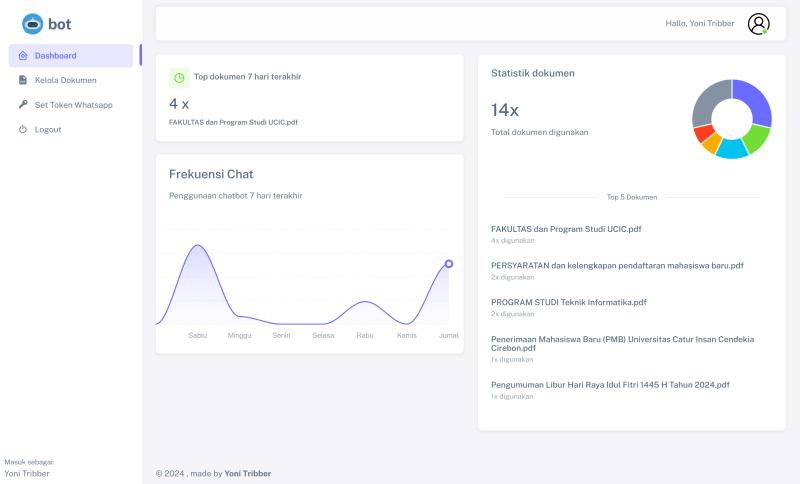 bot
Dashboard
Kelola Dokumen
Set Token Whatsapp
Logout
Masuk sebagai:
Yoni Tribber
Hallo, Yoni Tribber
Top dokumen 7 hari terakhir
4 x
FAKULTAS dan Program Studi UCIC.pdf
Frekuensi Chat
Penggunaan chatbot 7 hari terakhir
Sabtu Minggu Senin Selasa Rabu Kamis Jumat
Statistik dokumen
14x
Total dokumen digunakan
Top 5 Dokumen
FAKULTAS dan Program Studi UCIC.pdf
4x digunakan
PERSYARATAN dan kelengkapan pendaftaran mahasiswa baru.pdf
2x digunakan
PROGRAM STUDI Teknik Informatika.pdf
2x digunakan
Penerimaan Mahasiswa Baru (PMB) Universitas Catur Insan Cendekia
Cirebon.pdf
1x digunakan
Pengumuman Libur Hari Raya Idul Fitri 1445 H Tahun 2024.pdf
1x digunakan
© 2024 , made by Yoni Tribber